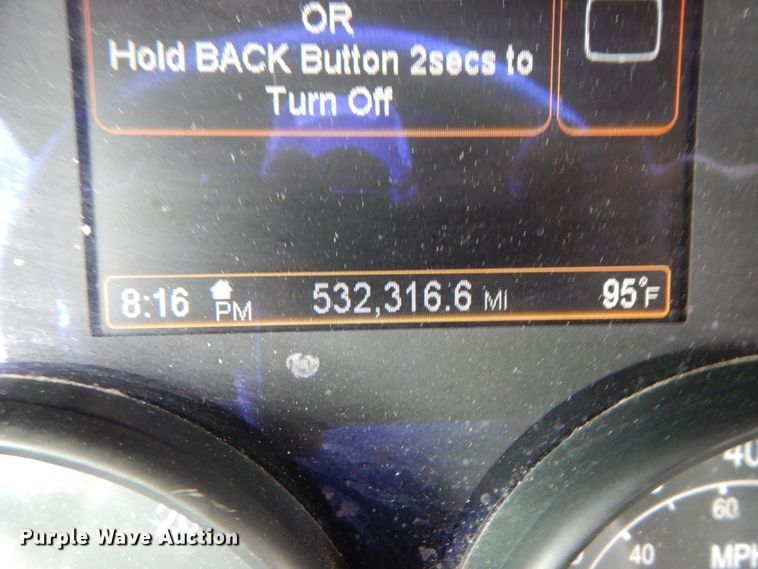 OR
Hold BACK Button 2secs to
Turn Off
8:16 PM 532,316.6 MI 95°F
40
60
40
MPH
Purple Wave Auction